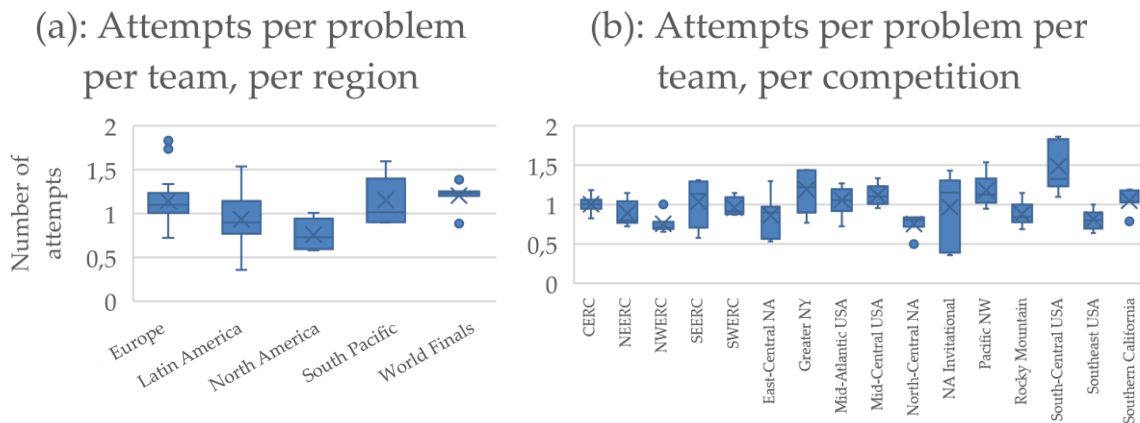 (a): Attempts per problem
per team, per region
Number of
attempts
2
1,5
1
0,5
0
Europe
Latin America
North America
South Pacific
World Finals
(b): Attempts per problem per
team, per competition
2
1,5
1
0,5
0
CERC
NEERC
NWERC
SEERC
SWERC
East-Central NA
Greater NY
Mid-Atlantic USA
Mid-Central USA
North-Central NA
NA Invitational
Pacific NW
Rocky Mountain
South-Central USA
Southeast USA
Southern California